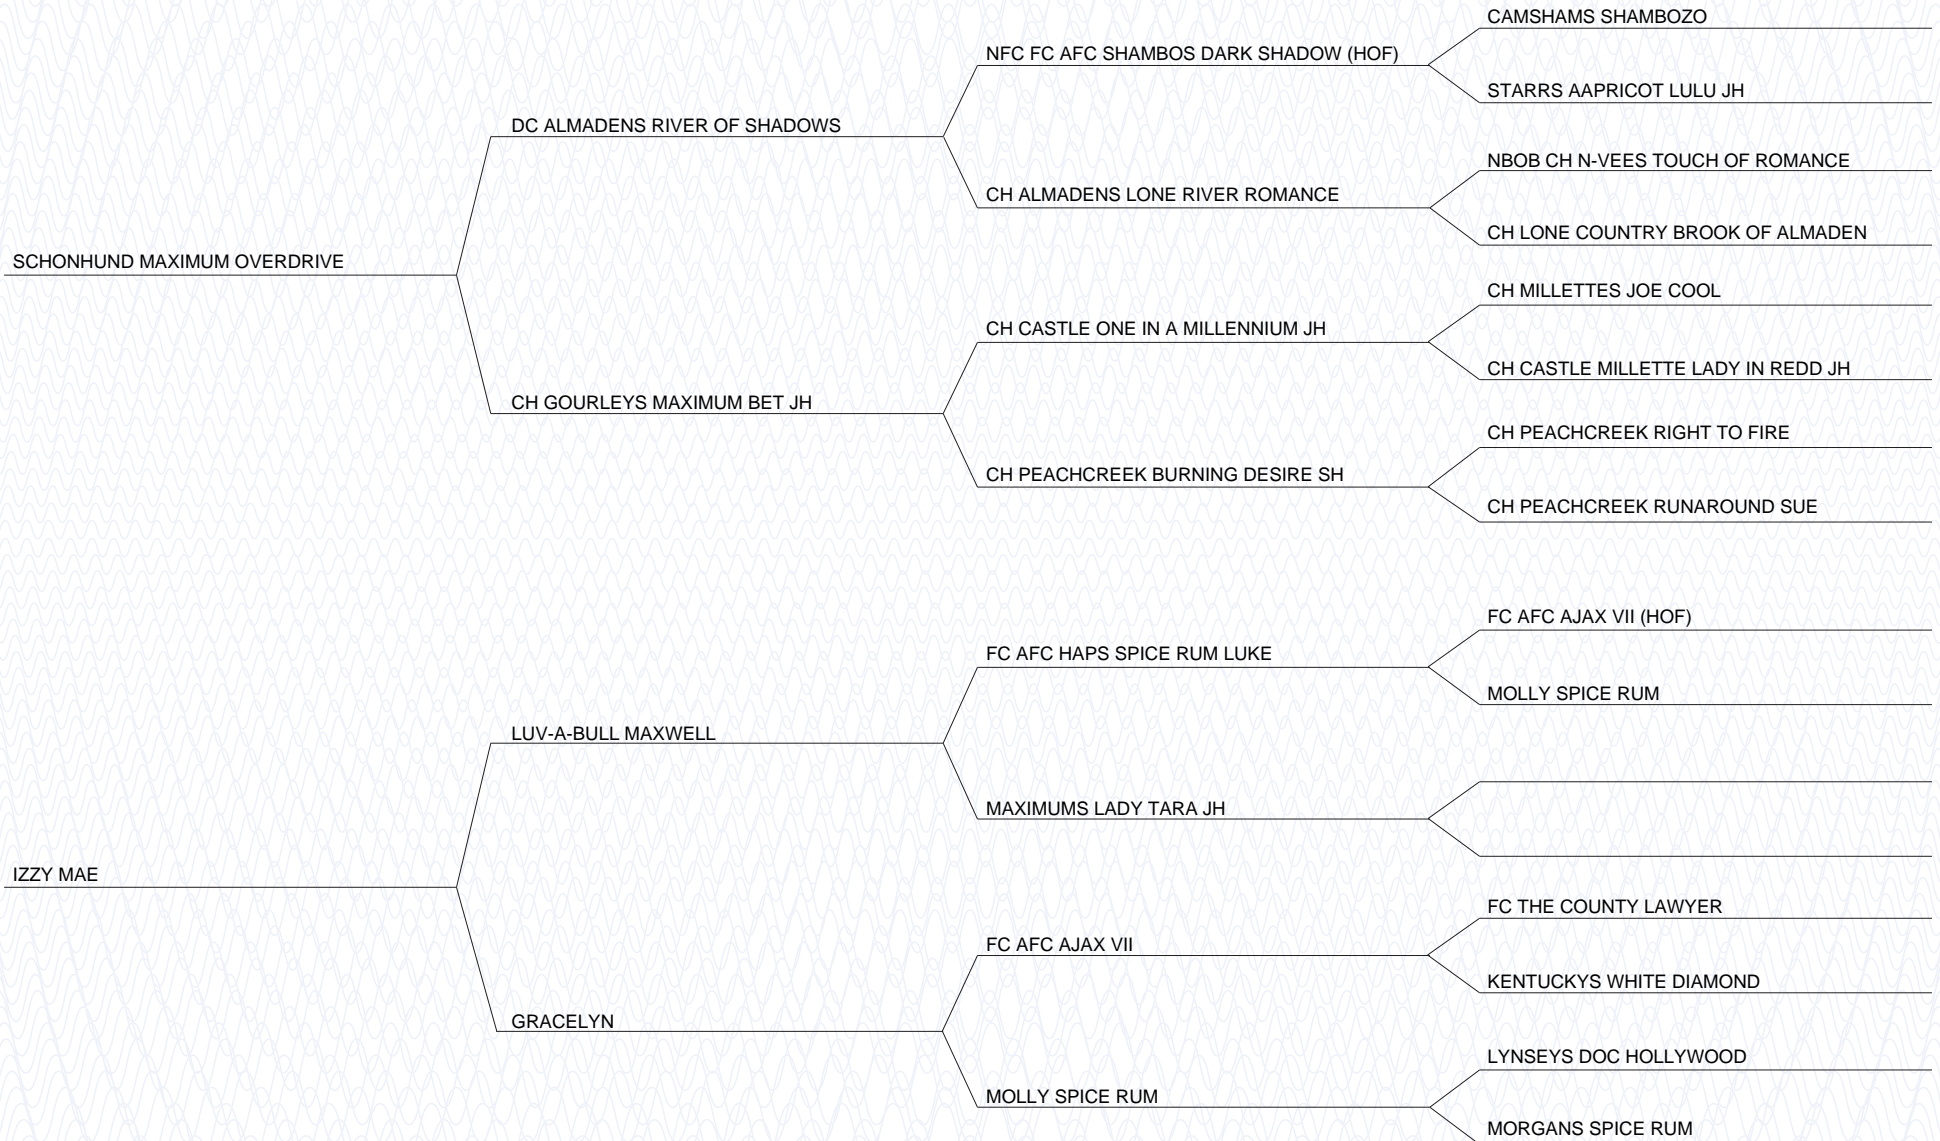 CAMSHAMS SHAMBOZO
NFC FC AFC SHAMBOS DARK SHADOW (HOF)
STARRS AAPRICOT LULU JH
DC ALMADENS RIVER OF SHADOWS
NBOB CH N-VEES TOUCH OF ROMANCE
CH ALMADENS LONE RIVER ROMANCE
CH LONE COUNTRY BROOK OF ALMADEN
SCHONHUND MAXIMUM OVERDRIVE
CH MILLETTES JOE COOL
CH CASTLE ONE IN A MILLENNIUM JH
CH CASTLE MILLETTE LADY IN REDD JH
CH GOURLEYS MAXIMUM BET JH
CH PEACHCREEK RIGHT TO FIRE
CH PEACHCREEK BURNING DESIRE SH
CH PEACHCREEK RUNAROUND SUE
FC AFC AJAX VII (HOF)
FC AFC HAPS SPICE RUM LUKE
MOLLY SPICE RUM
LUV-A-BULL MAXWELL
MAXIMUMS LADY TARA JH
IZZY MAE
FC THE COUNTY LAWYER
FC AFC AJAX VII
KENTUCKYS WHITE DIAMOND
GRACELYN
LYNSEYS DOC HOLLYWOOD
MOLLY SPICE RUM
MORGANS SPICE RUM